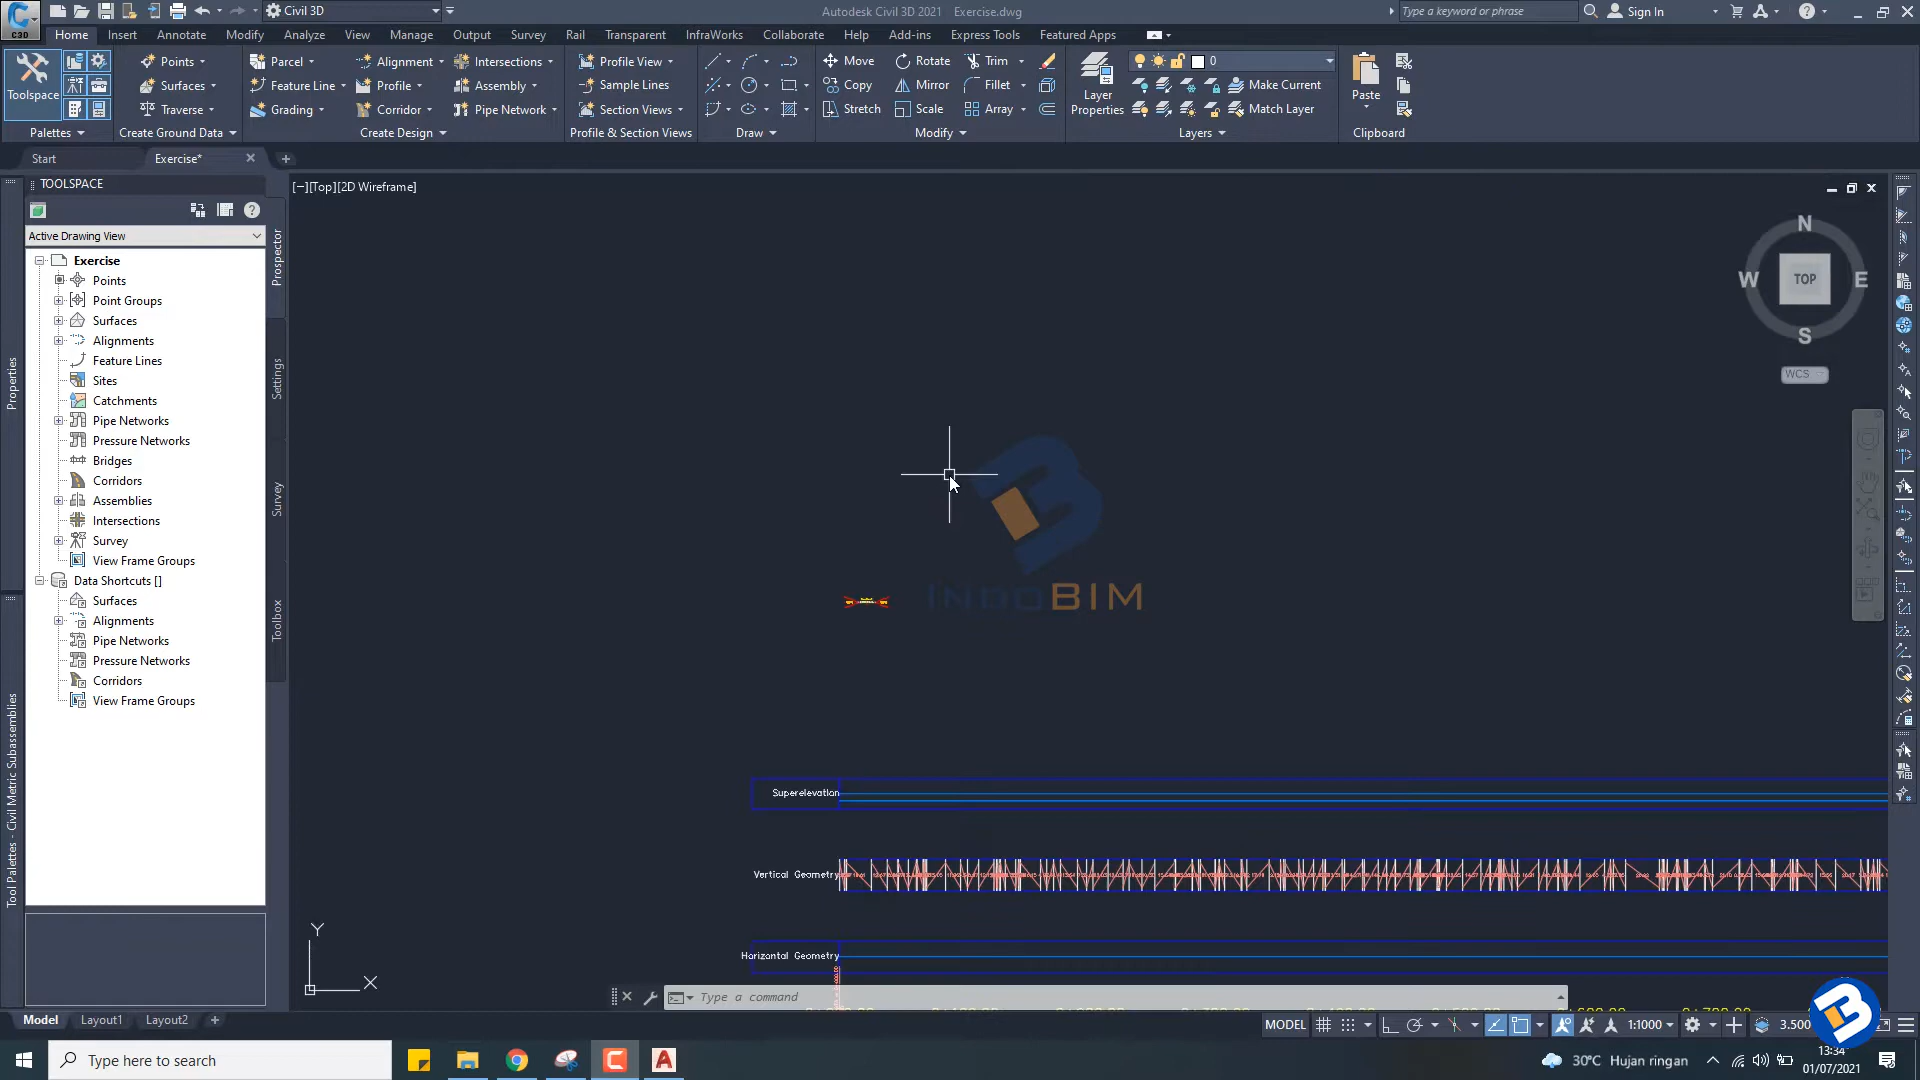 C3D
Civil 3D
Autodesk Civil 3D 2021 Exercise.dwg
Type a keyword or phrase
Sign In
Home Insert Annotate Modify Analyze View Manage Output Survey Rail Transparent InfraWorks Collaborate Help Add-ins Express Tools Featured Apps
Toolspace
Points
Surfaces
Traverse
Parcel
Feature Line
Grading
Alignment
Profile
Corridor
Intersections
Assembly
Pipe Network
Profile View
Sample Lines
Section Views
Move
Copy
Stretch
Rotate
Mirror
Scale
Trim
Fillet
Array
Layer
Properties
0
Make Current
Match Layer
Paste
Palettes Create Ground Data Create Design Profile & Section Views Draw Modify Layers Clipboard
Start
Exercise*
TOOLSPACE
Active Drawing View
Exercise
Points
Point Groups
Surfaces
Alignments
Feature Lines
Sites
Catchments
Pipe Networks
Pressure Networks
Bridges
Corridors
Assemblies
Intersections
Survey
View Frame Groups
Data Shortcuts []
Surfaces
Alignments
Pipe Networks
Pressure Networks
Corridors
View Frame Groups
Prospector
Settings
Survey
Toolbox
Properties
Tool Palettes - Civil Metric Subassemblies
[−][Top][2D Wireframe]
N
W TOP E
S
WCS
INDOBIM
Superelevation
Vertical Geometry
Horizontal Geometry
Y
X
Type a command
Model Layout1 Layout2
MODEL
1:1000
3.500
Type here to search
30°C Hujan ringan
13:34
01/07/2021